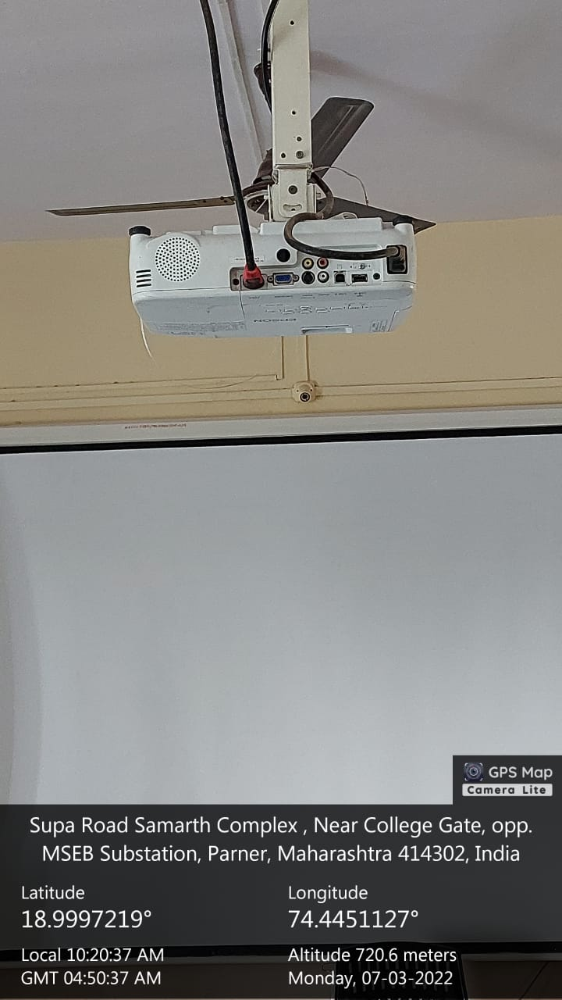 EPSON
GPS Map
Camera Lite
Supa Road Samarth Complex , Near College Gate, opp.
MSEB Substation, Parner, Maharashtra 414302, India
Latitude
18.9997219°
Longitude
74.4451127°
Local 10:20:37 AM
GMT 04:50:37 AM
Altitude 720.6 meters
Monday, 07-03-2022